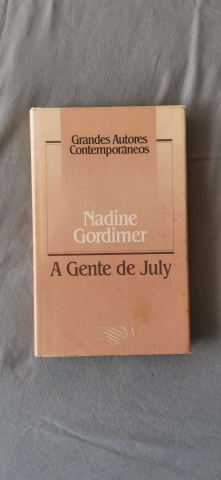 Grandes Autores
Contemporâneos
Nadine
Gordimer
A Gente de July